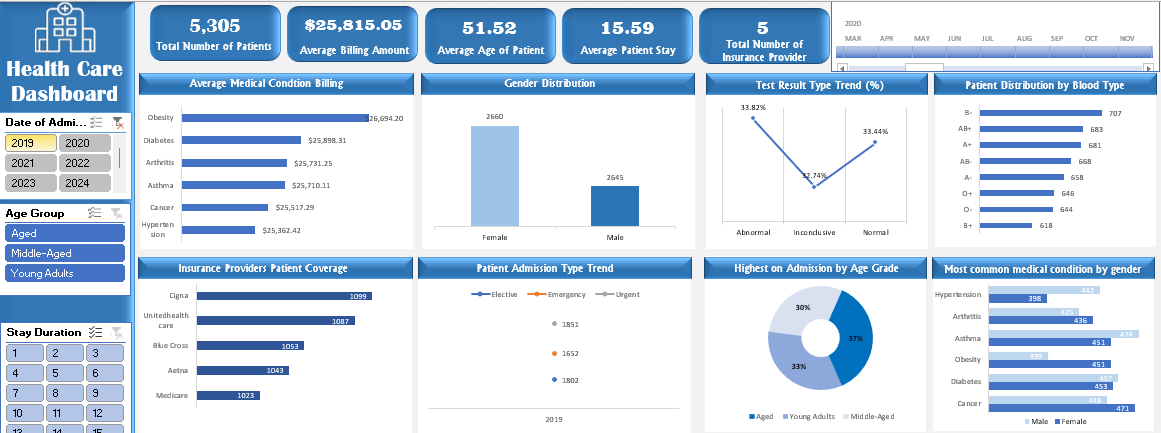 Health Care
Dashboard
5,305
Total Number of Patients
$25,815.05
Average Billing Amount
51.52
Average Age of Patient
15.59
Average Patient Stay
5
Total Number of
Insurance Provider
2020
MAR APR MAY JUN JUL AUG SEP OCT NOV
Date of Admi...
2019 2020
2021 2022
2023 2024
Age Group
Aged
Middle-Aged
Young Adults
Stay Duration
1 2 3
4 5 6
7 8 9
10 11 12
13 14 15
Average Medical Condition Billing
Obesity $26,694.20
Diabetes $25,898.31
Arthritis $25,731.25
Asthma $25,710.11
Cancer $25,517.29
Hyperten
sion $25,362.42
Gender Distribution
2660
2645
Female Male
Test Result Type Trend (%)
33.82%
32.74%
33.44%
Abnormal Inconclusive Normal
Patient Distribution by Blood Type
B- 707
AB+ 683
A+ 681
AB- 668
A- 658
O+ 646
O- 644
B+ 618
Insurance Providers Patient Coverage
Cigna 1099
Unitedhealth
care 1087
Blue Cross 1053
Aetna 1043
Medicare 1023
Patient Admission Type Trend
Elective Emergency Urgent
1851
1652
1802
2019
Highest on Admission by Age Grade
30%
37%
33%
Aged Young Adults Middle-Aged
Most common medical condition by gender
Hypertension 442
398
Arthritis 425
436
Asthma 474
451
Obesity 399
451
Diabetes 457
453
Cancer 448
471
Male Female